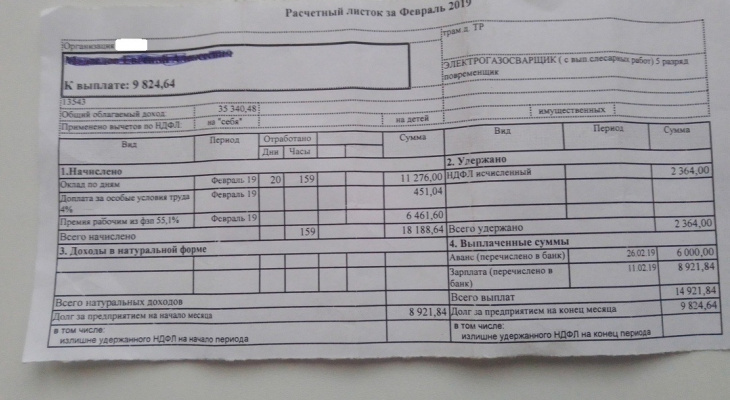 Расчетный листок за Февраль 2019
Организация
К выплате: 9 824,64
трам.д. ТР
ЭЛЕКТРОГАЗОСВАРЩИК ( с вып.слесарных работ) 5 разряд
повременщик
13543
Общий облагаемый доход: 35 340,48
Применено вычетов по НДФЛ на "себя" на детей имущественных
Вид Период Отработано Сумма Вид Период Сумма
Дни Часы
1.Начислено 2. Удержано
Оклад по дням Февраль 19 20 159 11 276,00 НДФЛ исчисленный 2 364,00
Доплата за особые условия труда Февраль 19 451,04
4%
Премия рабочим из фзп 55,1% Февраль 19 6 461,60
Всего начислено 159 18 188,64 Всего удержано 2 364,00
3. Доходы в натуральной форме 4. Выплаченные суммы
Аванс (перечислено в банк) 26.02.19 6 000,00
Зарплата (перечислено в 11.02.19 8 921,84
банк)
Всего натуральных доходов Всего выплат 14 921,84
Долг за предприятием на начало месяца 8 921,84 Долг за предприятием на конец месяца 9 824,64
в том числе: в том числе:
излишне удержанного НДФЛ на начало периода излишне удержанного НДФЛ на конец периода